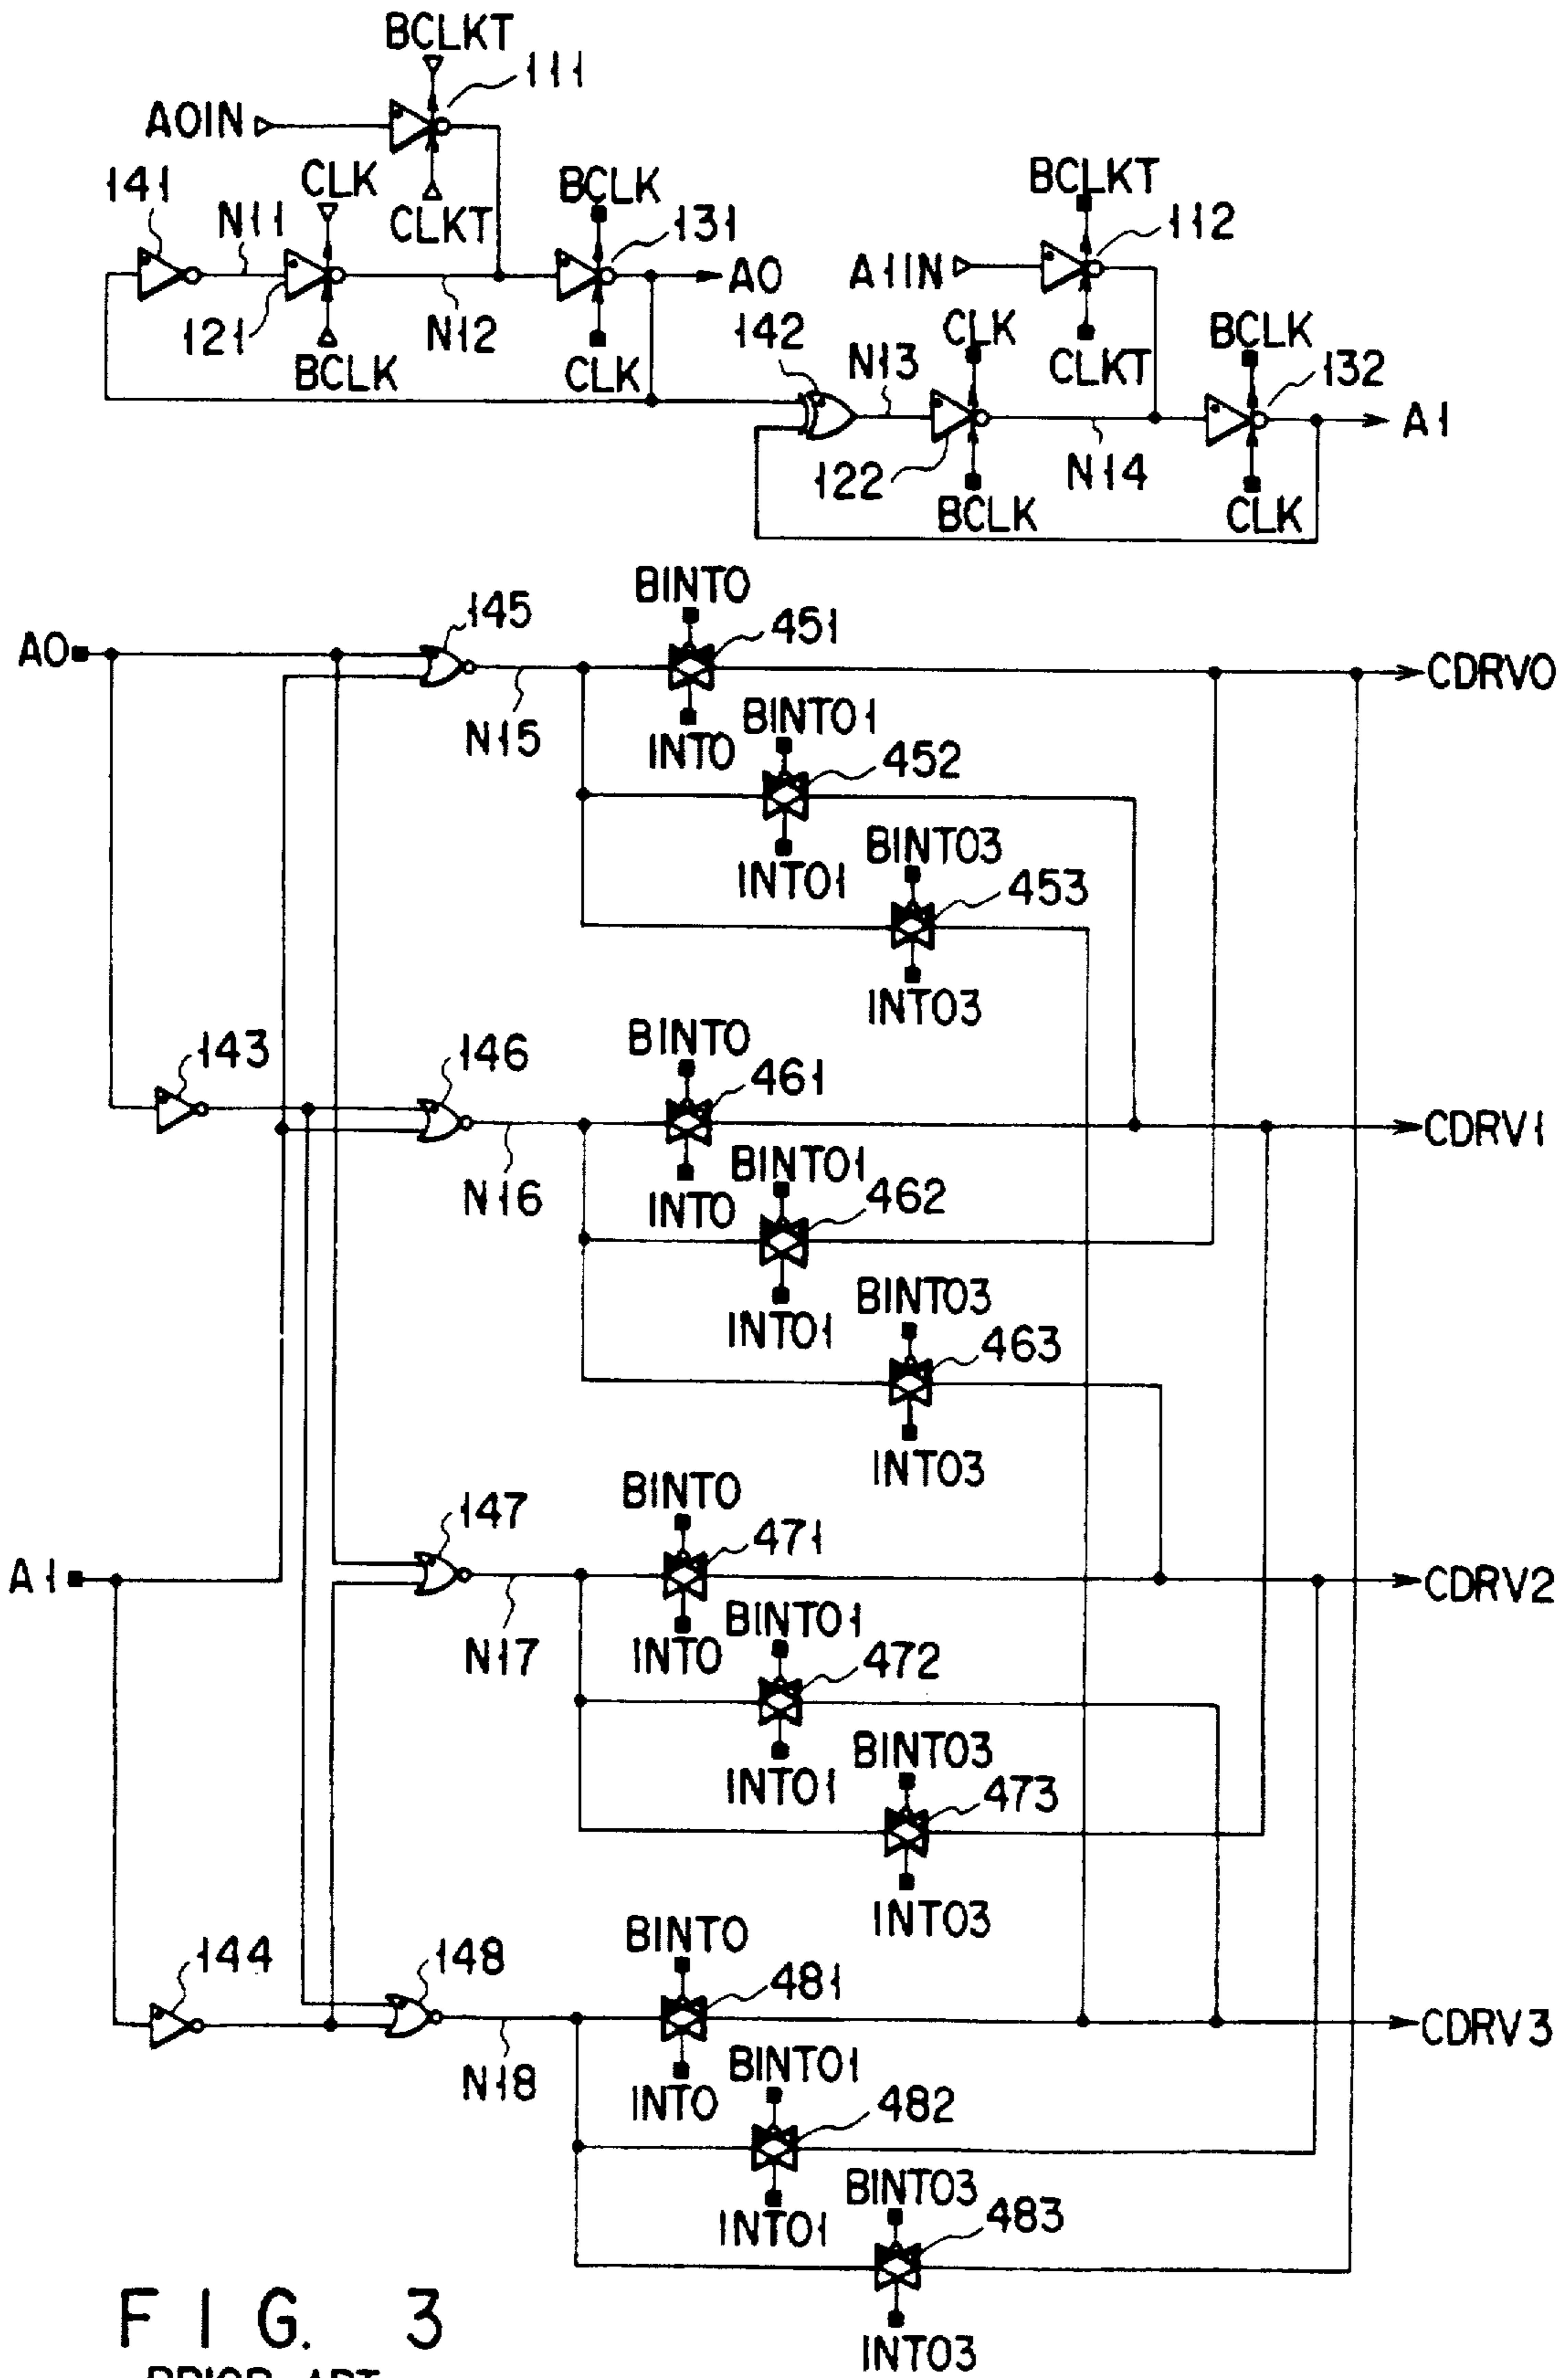 BCLKT
111
A0IN
141
CLK
BCLK
N11
CLKT
131
A0
121
N12
BCLK
CLK
BCLKT
112
A1IN
142
CLK
BCLK
N13
CLKT
132
A1
122
N14
BCLK
CLK
BINT0
145
451
A0
CDRV0
N15
INT0
BINT01
452
INT01
BINT03
453
INT03
BINT0
143
146
461
CDRV1
N16
INT0
BINT01
462
INT01
BINT03
463
INT03
BINT0
147
471
A1
CDRV2
N17
INT0
BINT01
472
INT01
BINT03
473
INT03
BINT0
144
148
481
CDRV3
N18
INT0
BINT01
482
INT01
BINT03
483
INT03
FIG. 3
PRIOR ART